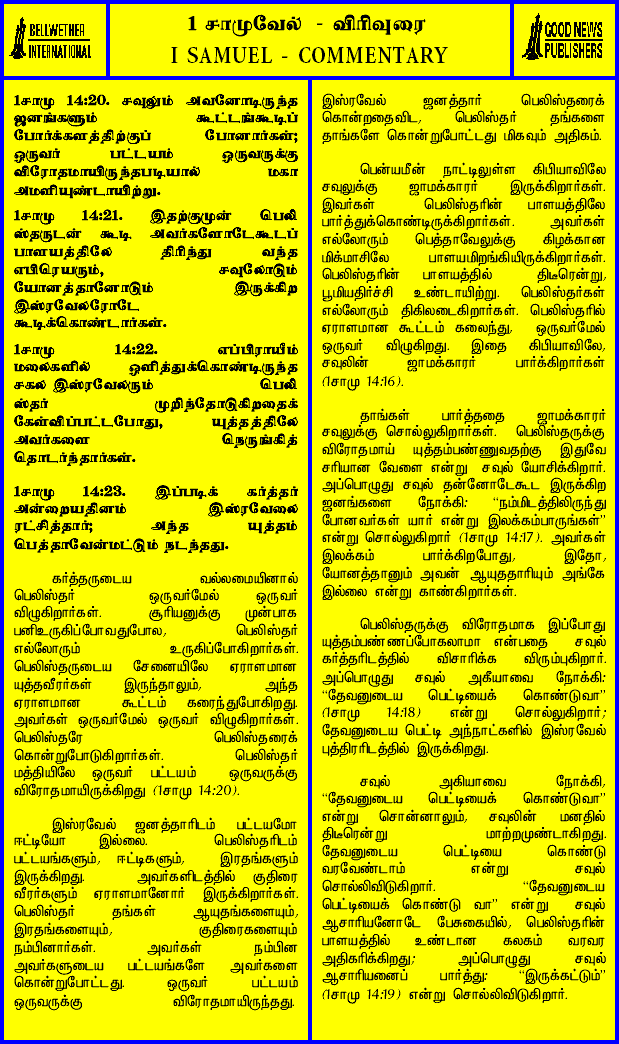 BELLWETHER
INTERNATIONAL
1 சாமுவேல் - விரிவுரை
I SAMUEL - COMMENTARY
GOOD NEWS
PUBLISHERS
1சாமு 14:20. சவுலும் அவனோடிருந்த
ஜனங்களும் கூட்டங்கூடிப்
போர்க்களத்திற்குப் போனார்கள்;
ஒருவர் பட்டயம் ஒருவருக்கு
விரோதமாயிருந்தபடியால் மகா
அமளியுண்டாயிற்று.
1சாமு 14:21. இதற்குமுன் பெலி
ஸ்தருடன் கூடி அவர்களோடேகூடப்
பாளயத்திலே திரிந்து வந்த
எபிரெயரும், சவுலோடும்
யோனத்தானோடும் இருக்கிற
இஸ்ரவேலரோடே
கூடிக்கொண்டார்கள்.
1சாமு 14:22. எப்பிராயீம்
மலைகளில் ஒளித்துக்கொண்டிருந்த
சகல இஸ்ரவேலரும் பெலி
ஸ்தர் முறிந்தோடுகிறதைக்
கேள்விப்பட்டபோது, யுத்தத்திலே
அவர்களை நெருங்கித்
தொடர்ந்தார்கள்.
1சாமு 14:23. இப்படிக் கர்த்தர்
அன்றையதினம் இஸ்ரவேலை
ரட்சித்தார்; அந்த யுத்தம்
பெத்தாவேன்மட்டும் நடந்தது.
கர்த்தருடைய வல்லமையினால்
பெலிஸ்தர் ஒருவர்மேல் ஒருவர்
விழுகிறார்கள். சூரியனுக்கு முன்பாக
பனிஉருகிப்போவதுபோல, பெலிஸ்தர்
எல்லோரும் உருகிப்போகிறார்கள்.
பெலிஸ்தருடைய சேனையிலே ஏராளமான
யுத்தவீரர்கள் இருந்தாலும், அந்த
ஏராளமான கூட்டம் கரைந்துபோகிறது.
அவர்கள் ஒருவர்மேல் ஒருவர் விழுகிறார்கள்.
பெலிஸ்தரே பெலிஸ்தரைக்
கொன்றுபோடுகிறார்கள். பெலிஸ்தர்
மத்தியிலே ஒருவர் பட்டயம் ஒருவருக்கு
விரோதமாயிருக்கிறது (1சாமு 14:20).
இஸ்ரவேல் ஜனத்தாரிடம் பட்டயமோ
ஈட்டியோ இல்லை. பெலிஸ்தரிடம்
பட்டயங்களும், ஈட்டிகளும், இரதங்களும்
இருக்கிறது. அவர்களிடத்தில் குதிரை
வீரர்களும் ஏராளமானோர் இருக்கிறார்கள்.
பெலிஸ்தர் தங்கள் ஆயுதங்களையும்,
இரதங்களையும், குதிரைகளையும்
நம்பினார்கள். அவர்கள் நம்பின
அவர்களுடைய பட்டயங்களே அவர்களை
கொன்றுபோட்டது. ஒருவர் பட்டயம்
ஒருவருக்கு விரோதமாயிருந்தது.
இஸ்ரவேல் ஜனத்தார் பெலிஸ்தரைக்
கொன்றதைவிட, பெலிஸ்தர் தங்களை
தாங்களே கொன்றுபோட்டது மிகவும் அதிகம்.
பென்யமீன் நாட்டிலுள்ள கிபியாவிலே
சவுலுக்கு ஜாமக்காரர் இருக்கிறார்கள்.
இவர்கள் பெலிஸ்தரின் பாளயத்திலே
பார்த்துக்கொண்டிருக்கிறார்கள். அவர்கள்
எல்லோரும் பெத்தாவேலுக்கு கிழக்கான
மிக்மாசிலே பாளயமிறங்கியிருக்கிறார்கள்.
பெலிஸ்தரின் பாளயத்தில் திடீரென்று,
பூமியதிர்ச்சி உண்டாயிற்று. பெலிஸ்தர்கள்
எல்லோரும் திகிலடைகிறார்கள். பெலிஸ்தரில்
ஏராளமான கூட்டம் கலைந்து, ஒருவர்மேல்
ஒருவர் விழுகிறது. இதை கிபியாவிலே,
சவுலின் ஜாமக்காரர் பார்க்கிறார்கள்
(1சாமு 14:16).
தாங்கள் பார்த்ததை ஜாமக்காரர்
சவுலுக்கு சொல்லுகிறார்கள். பெலிஸ்தருக்கு
விரோதமாய் யுத்தம்பண்ணுவதற்கு இதுவே
சரியான வேளை என்று சவுல் யோசிக்கிறார்.
அப்பொழுது சவுல் தன்னோடேகூட இருக்கிற
ஜனங்களை நோக்கி: "நம்மிடத்திலிருந்து
போனவர்கள் யார் என்று இலக்கம்பாருங்கள்"
என்று சொல்லுகிறார் (1சாமு 14:17). அவர்கள்
இலக்கம் பார்க்கிறபோது, இதோ,
யோனத்தானும் அவன் ஆயுததாரியும் அங்கே
இல்லை என்று காண்கிறார்கள்.
பெலிஸ்தருக்கு விரோதமாக இப்போது
யுத்தம்பண்ணப்போகலாமா என்பதை சவுல்
கர்த்தரிடத்தில் விசாரிக்க விரும்புகிறார்.
அப்பொழுது சவுல் அகீயாவை நோக்கி:
"தேவனுடைய பெட்டியைக் கொண்டுவா"
(1சாமு 14:18) என்று சொல்லுகிறார்;
தேவனுடைய பெட்டி அந்நாட்களில் இஸ்ரவேல்
புத்திரரிடத்தில் இருக்கிறது.
சவுல் அகியாவை நோக்கி,
"தேவனுடைய பெட்டியைக் கொண்டுவா"
என்று சொன்னாலும், சவுலின் மனதில்
திடீரென்று மாற்றமுண்டாகிறது.
தேவனுடைய பெட்டியை கொண்டு
வரவேண்டாம் என்று சவுல்
சொல்லிவிடுகிறார். "தேவனுடைய
பெட்டியைக் கொண்டு வா" என்று சவுல்
ஆசாரியனோடே பேசுகையில், பெலிஸ்தரின்
பாளயத்தில் உண்டான கலகம் வரவர
அதிகரிக்கிறது; அப்பொழுது சவுல்
ஆசாரியனைப் பார்த்து: "இருக்கட்டும்"
(1சாமு 14:19) என்று சொல்லிவிடுகிறார்.